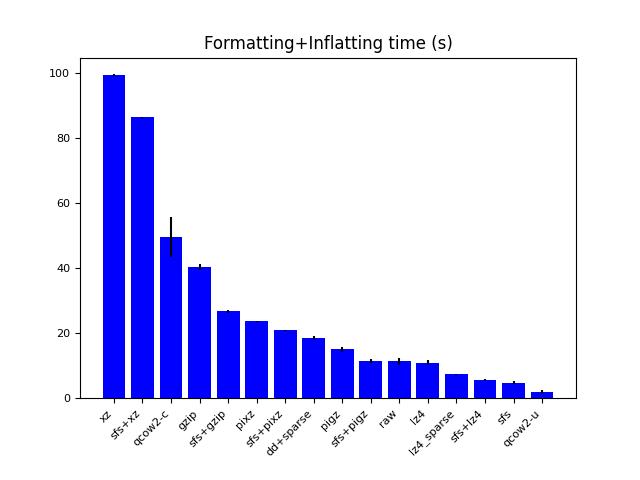 Formatting+Inflatting time (s)
100
80
60
40
20
0
xz
sfs+xz
qcow2-c
gzip
sfs+gzip
pixz
sfs+pixz
dd+sparse
pigz
sfs+pigz
raw
lz4
lz4_sparse
sfs+lz4
sfs
qcow2-u